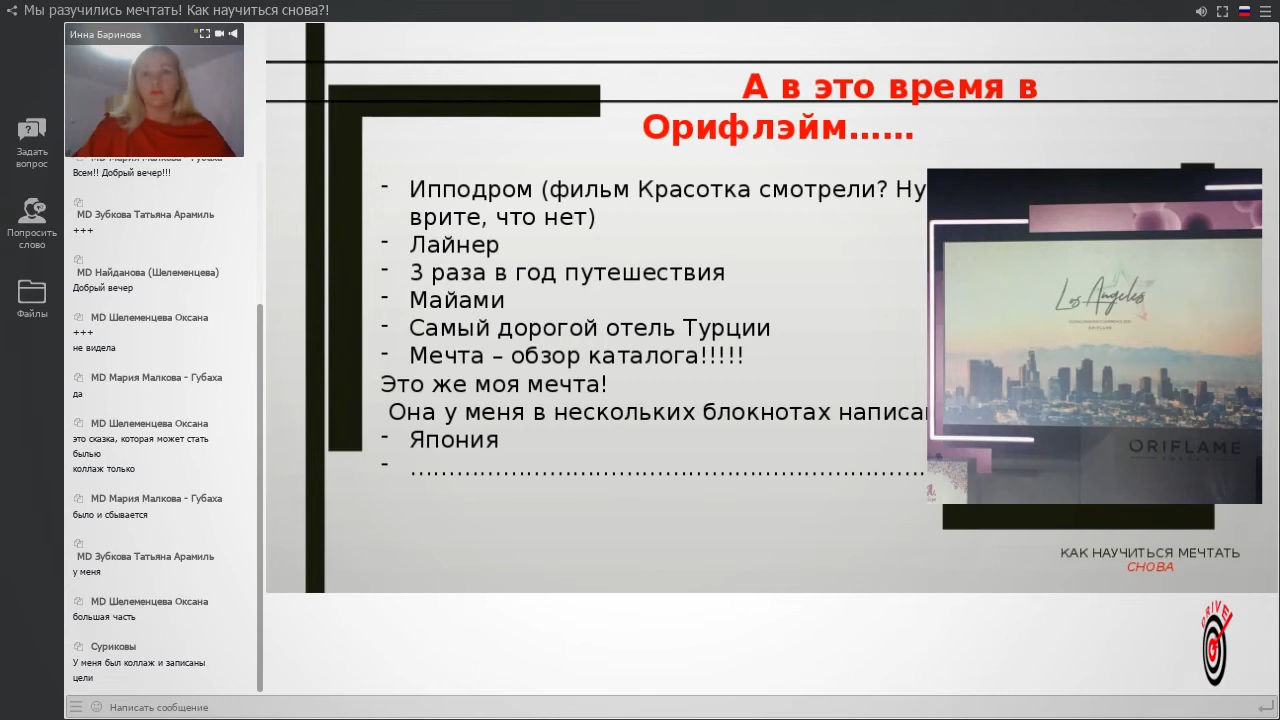 Мы разучились мечтать! Как научиться снова?!
Инна Баринова
Задать
вопрос
Попросить
слово
Файлы
MD Мария Малкова - Губаха
Всем!! Добрый вечер!!!
MD Зубкова Татьяна Арамиль
+++
MD Найданова (Шелеменцева)
Добрый вечер
MD Шелеменцева Оксана
+++
не видела
MD Мария Малкова - Губаха
да
MD Шелеменцева Оксана
это сказка, которая может стать
былью
коллаж только
MD Мария Малкова - Губаха
было и сбывается
MD Зубкова Татьяна Арамиль
у меня
MD Шелеменцева Оксана
большая часть
Суриковы
У меня был коллаж и записаны
цели
Написать сообщение
А в это время в
Орифлэйм......
- Ипподром (фильм Красотка смотрели? Ну
врите, что нет)
- Лайнер
- 3 раза в год путешествия
- Майами
- Самый дорогой отель Турции
- Мечта – обзор каталога!!!!!
Это же моя мечта!
Она у меня в нескольких блокнотах написа
- Япония
- ………………………………………………………
Los Angeles
ORIFLAME
КАК НАУЧИТЬСЯ МЕЧТАТЬ
СНОВА
DRIVE